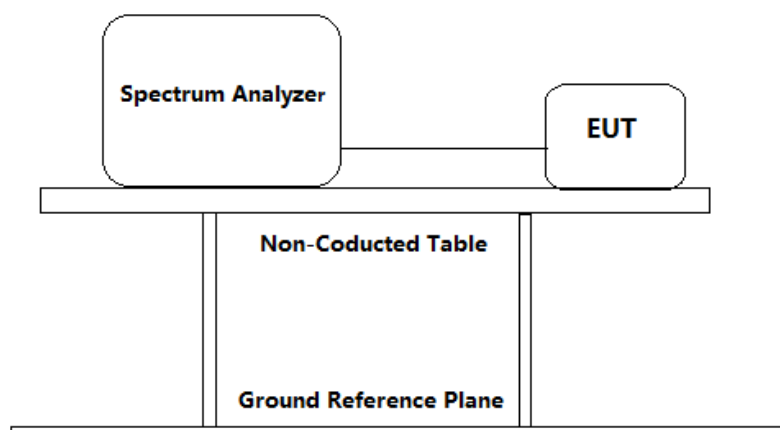 Spectrum Analyzer
EUT
Non-Coducted Table
Ground Reference Plane